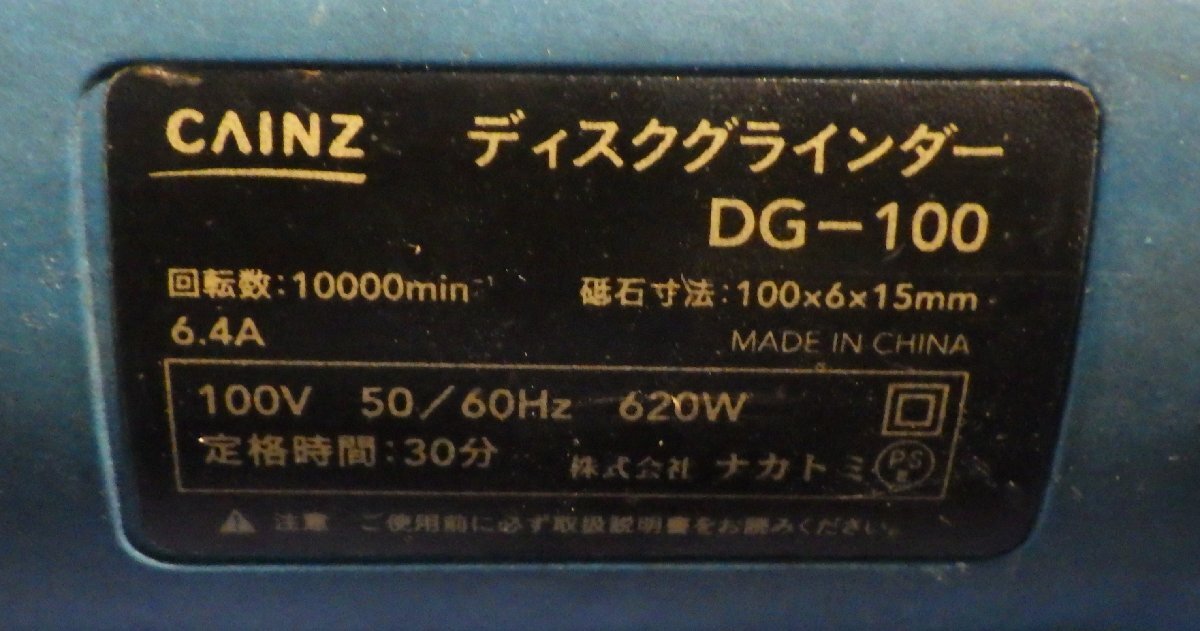 CAINZ ディスクグラインダー
DG-100
回転数:10000min⁻¹ 砥石寸法:100×6×15mm
6.4A MADE IN CHINA
100V 50/60Hz 620W
定格時間:30分 株式会社 ナカトミ PSE
注意 ご使用前に必ず取扱説明書をお読みください。